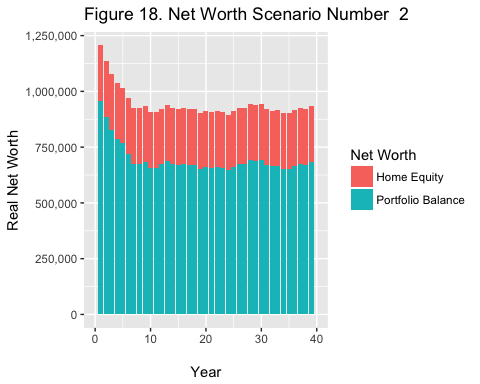 Figure 18. Net Worth Scenario Number  2
1,250,000
1,000,000
750,000
500,000
250,000
0
Real Net Worth
0 10 20 30 40
Year
Net Worth
Home Equity
Portfolio Balance